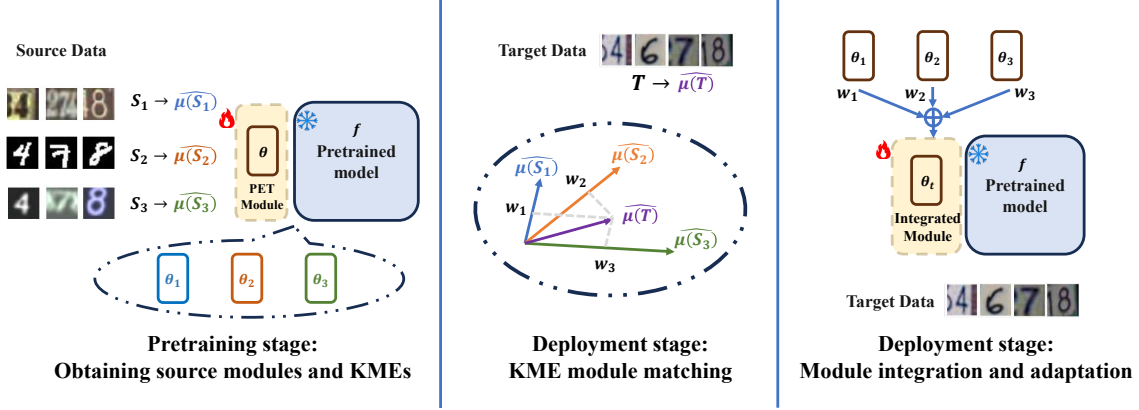 Source Data
S₁ → μ(S₁)^
S₂ → μ(S₂)^
S₃ → μ(S₃)^
θ
PET
Module
f
Pretrained
model
θ₁ θ₂ θ₃
Pretraining stage:
Obtaining source modules and KMEs
Target Data
T → μ(T)^
μ(S₁)^
w₂
μ(S₂)^
w₁
μ(T)^
μ(S₃)^
w₃
Deployment stage:
KME module matching
θ₁ θ₂ θ₃
w₁ w₂ w₃
θₜ
Integrated
Module
f
Pretrained
model
Target Data
Deployment stage:
Module integration and adaptation